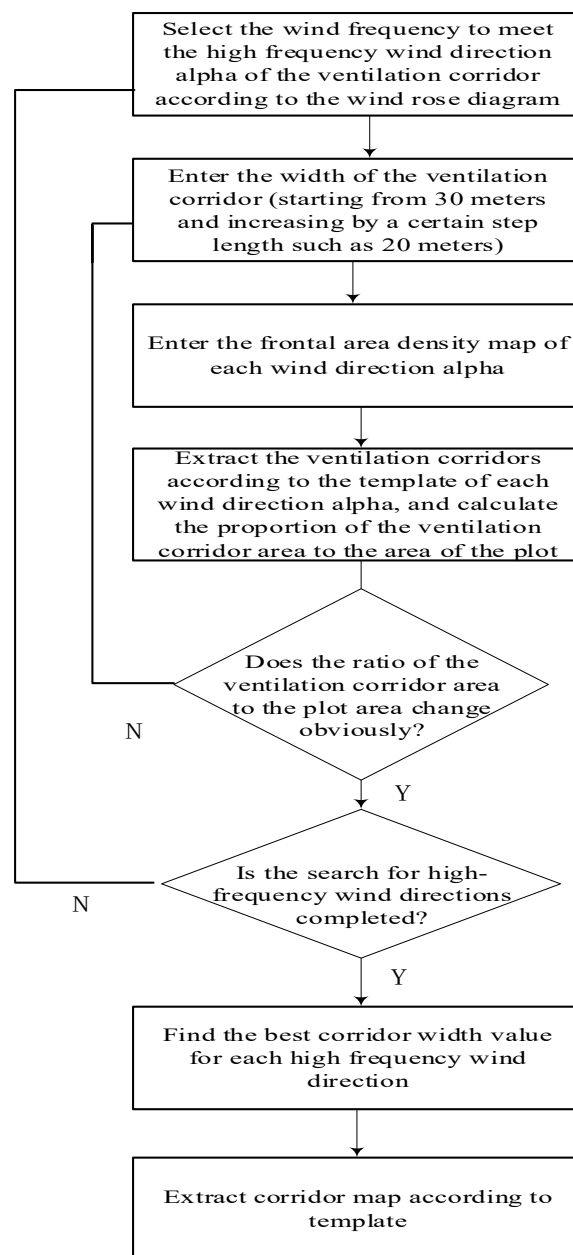 Select the wind frequency to meet
the high frequency wind direction
alpha of the ventilation corridor
according to the wind rose diagram
Enter the width of the ventilation
corridor (starting from 30 meters
and increasing by a certain step
length such as 20 meters)
Enter the frontal area density map of
each wind direction alpha
Extract the ventilation corridors
according to the template of each
wind direction alpha, and calculate
the proportion of the ventilation
corridor area to the area of the plot
Does the ratio of the
ventilation corridor area
to the plot area change
obviously?
N
Y
Is the search for high-
frequency wind directions
completed?
N
Y
Find the best corridor width value
for each high frequency wind
direction
Extract corridor map according to
template